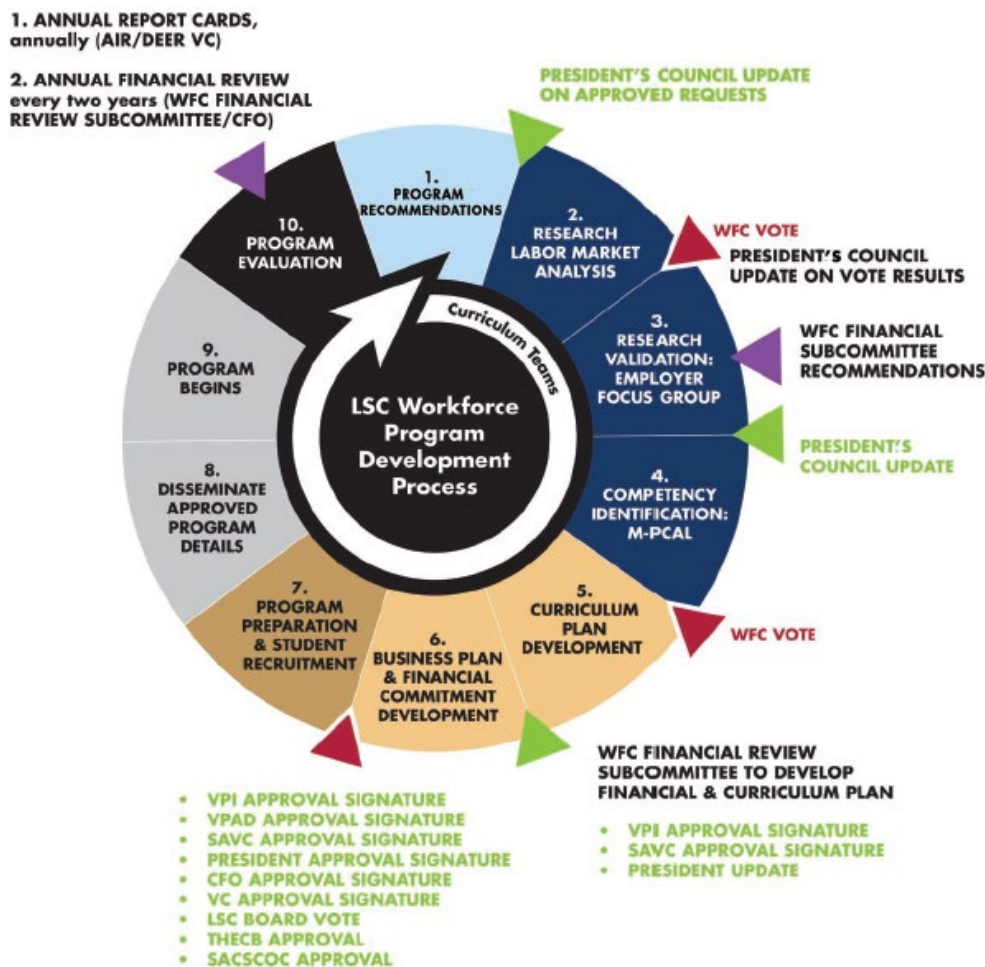 1. ANNUAL REPORT CARDS,
annually (AIR/DEER VC)
2. ANNUAL FINANCIAL REVIEW
every two years (WFC FINANCIAL
REVIEW SUBCOMMITTEE/CFO)
PRESIDENT'S COUNCIL UPDATE
ON APPROVED REQUESTS
1.
PROGRAM
RECOMMENDATIONS
2.
RESEARCH
LABOR MARKET
ANALYSIS
WFC VOTE
PRESIDENT'S COUNCIL
UPDATE ON VOTE RESULTS
3.
RESEARCH
VALIDATION:
EMPLOYER
FOCUS GROUP
WFC FINANCIAL
SUBCOMMITTEE
RECOMMENDATIONS
PRESIDENT'S
COUNCIL UPDATE
4.
COMPETENCY
IDENTIFICATION:
M-PCAL
WFC VOTE
5.
CURRICULUM
PLAN
DEVELOPMENT
WFC FINANCIAL REVIEW
SUBCOMMITTEE TO DEVELOP
FINANCIAL & CURRICULUM PLAN
• VPI APPROVAL SIGNATURE
• SAVC APPROVAL SIGNATURE
• PRESIDENT UPDATE
6.
BUSINESS PLAN
& FINANCIAL
COMMITMENT
DEVELOPMENT
• VPI APPROVAL SIGNATURE
• VPAD APPROVAL SIGNATURE
• SAVC APPROVAL SIGNATURE
• PRESIDENT APPROVAL SIGNATURE
• CFO APPROVAL SIGNATURE
• VC APPROVAL SIGNATURE
• LSC BOARD VOTE
• THECB APPROVAL
• SACSCOC APPROVAL
7.
PROGRAM
PREPARATION
& STUDENT
RECRUITMENT
8.
DISSEMINATE
APPROVED
PROGRAM
DETAILS
9.
PROGRAM
BEGINS
10.
PROGRAM
EVALUATION
Curriculum Teams
LSC Workforce
Program
Development
Process